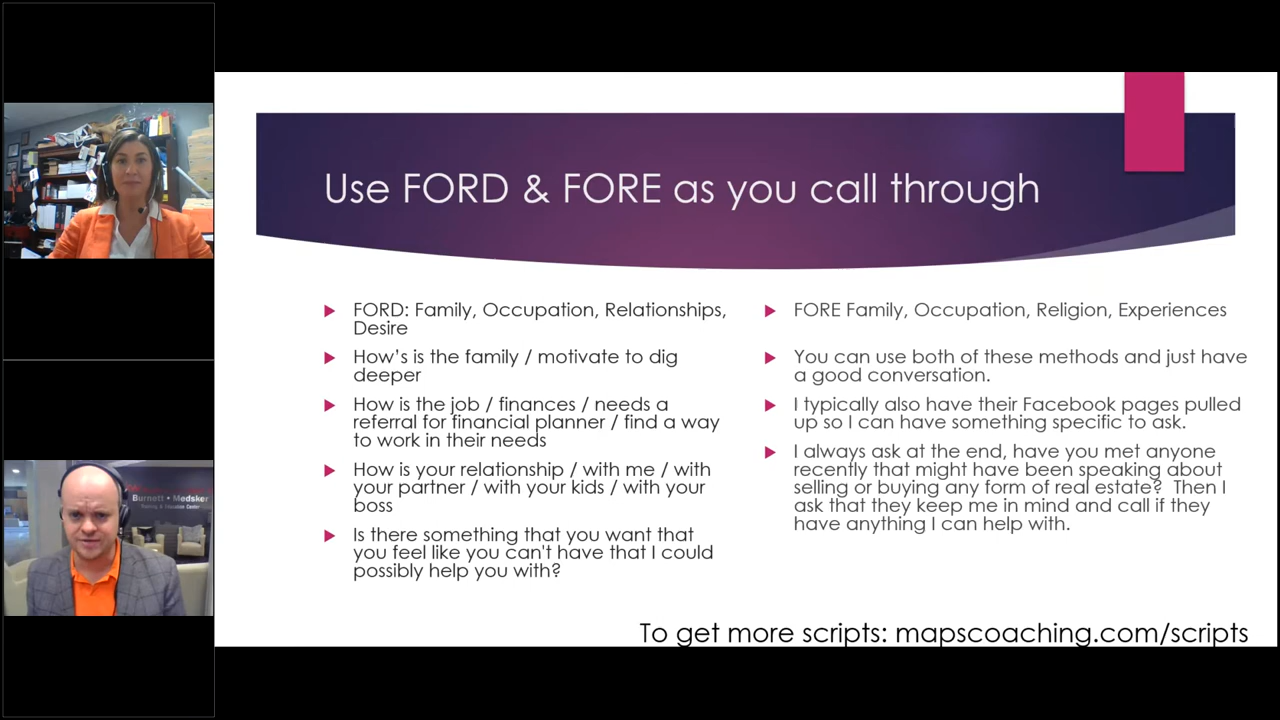 Use FORD & FORE as you call through
FORD: Family, Occupation, Relationships,
Desire
How's is the family / motivate to dig
deeper
How is the job / finances / needs a
referral for financial planner / find a way
to work in their needs
How is your relationship / with me / with
your partner / with your kids / with your
boss
Is there something that you want that
you feel like you can't have that I could
possibly help you with?
FORE Family, Occupation, Religion, Experiences
You can use both of these methods and just have
a good conversation.
I typically also have their Facebook pages pulled
up so I can have something specific to ask.
I always ask at the end, have you met anyone
recently that might have been speaking about
selling or buying any form of real estate? Then I
ask that they keep me in mind and call if they
have anything I can help with.
To get more scripts: mapscoaching.com/scripts
Burnett • Medsker
Training & Education Center